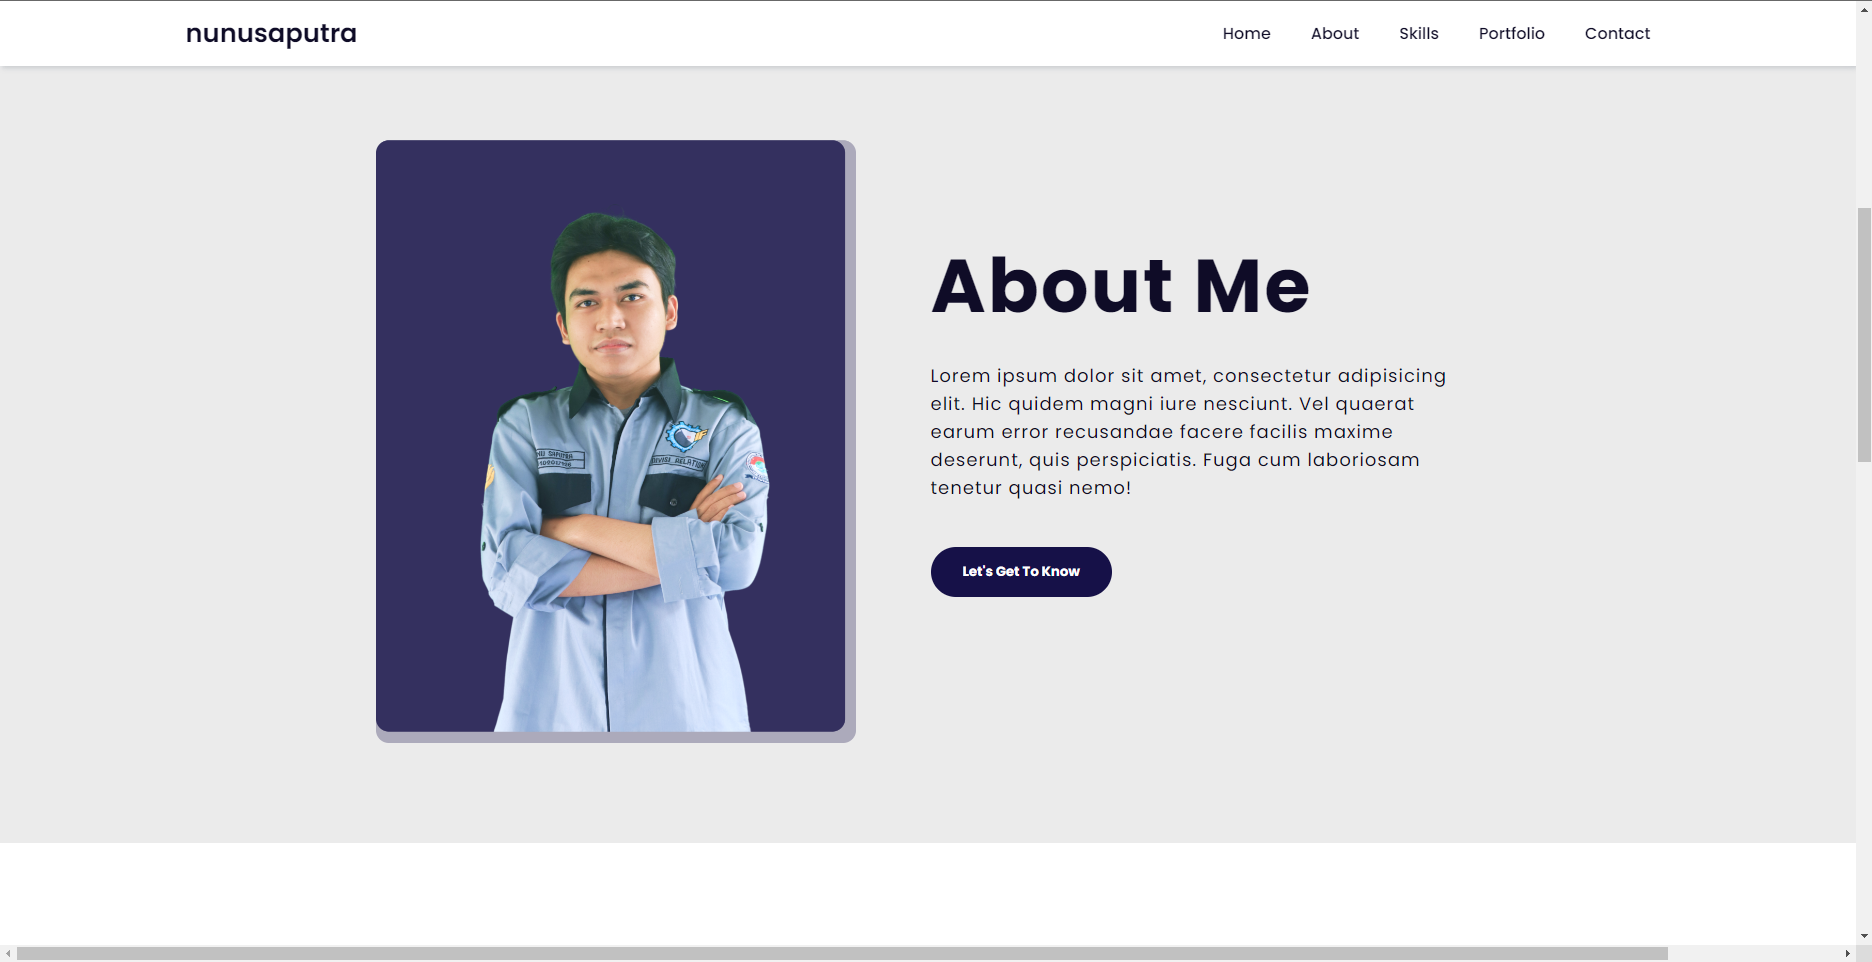 nunusaputra
Home About Skills Portfolio Contact
About Me
Lorem ipsum dolor sit amet, consectetur adipisicing
elit. Hic quidem magni iure nesciunt. Vel quaerat
earum error recusandae facere facilis maxime
deserunt, quis perspiciatis. Fuga cum laboriosam
tenetur quasi nemo!
Let's Get To Know
SAPUTRA
RELATION